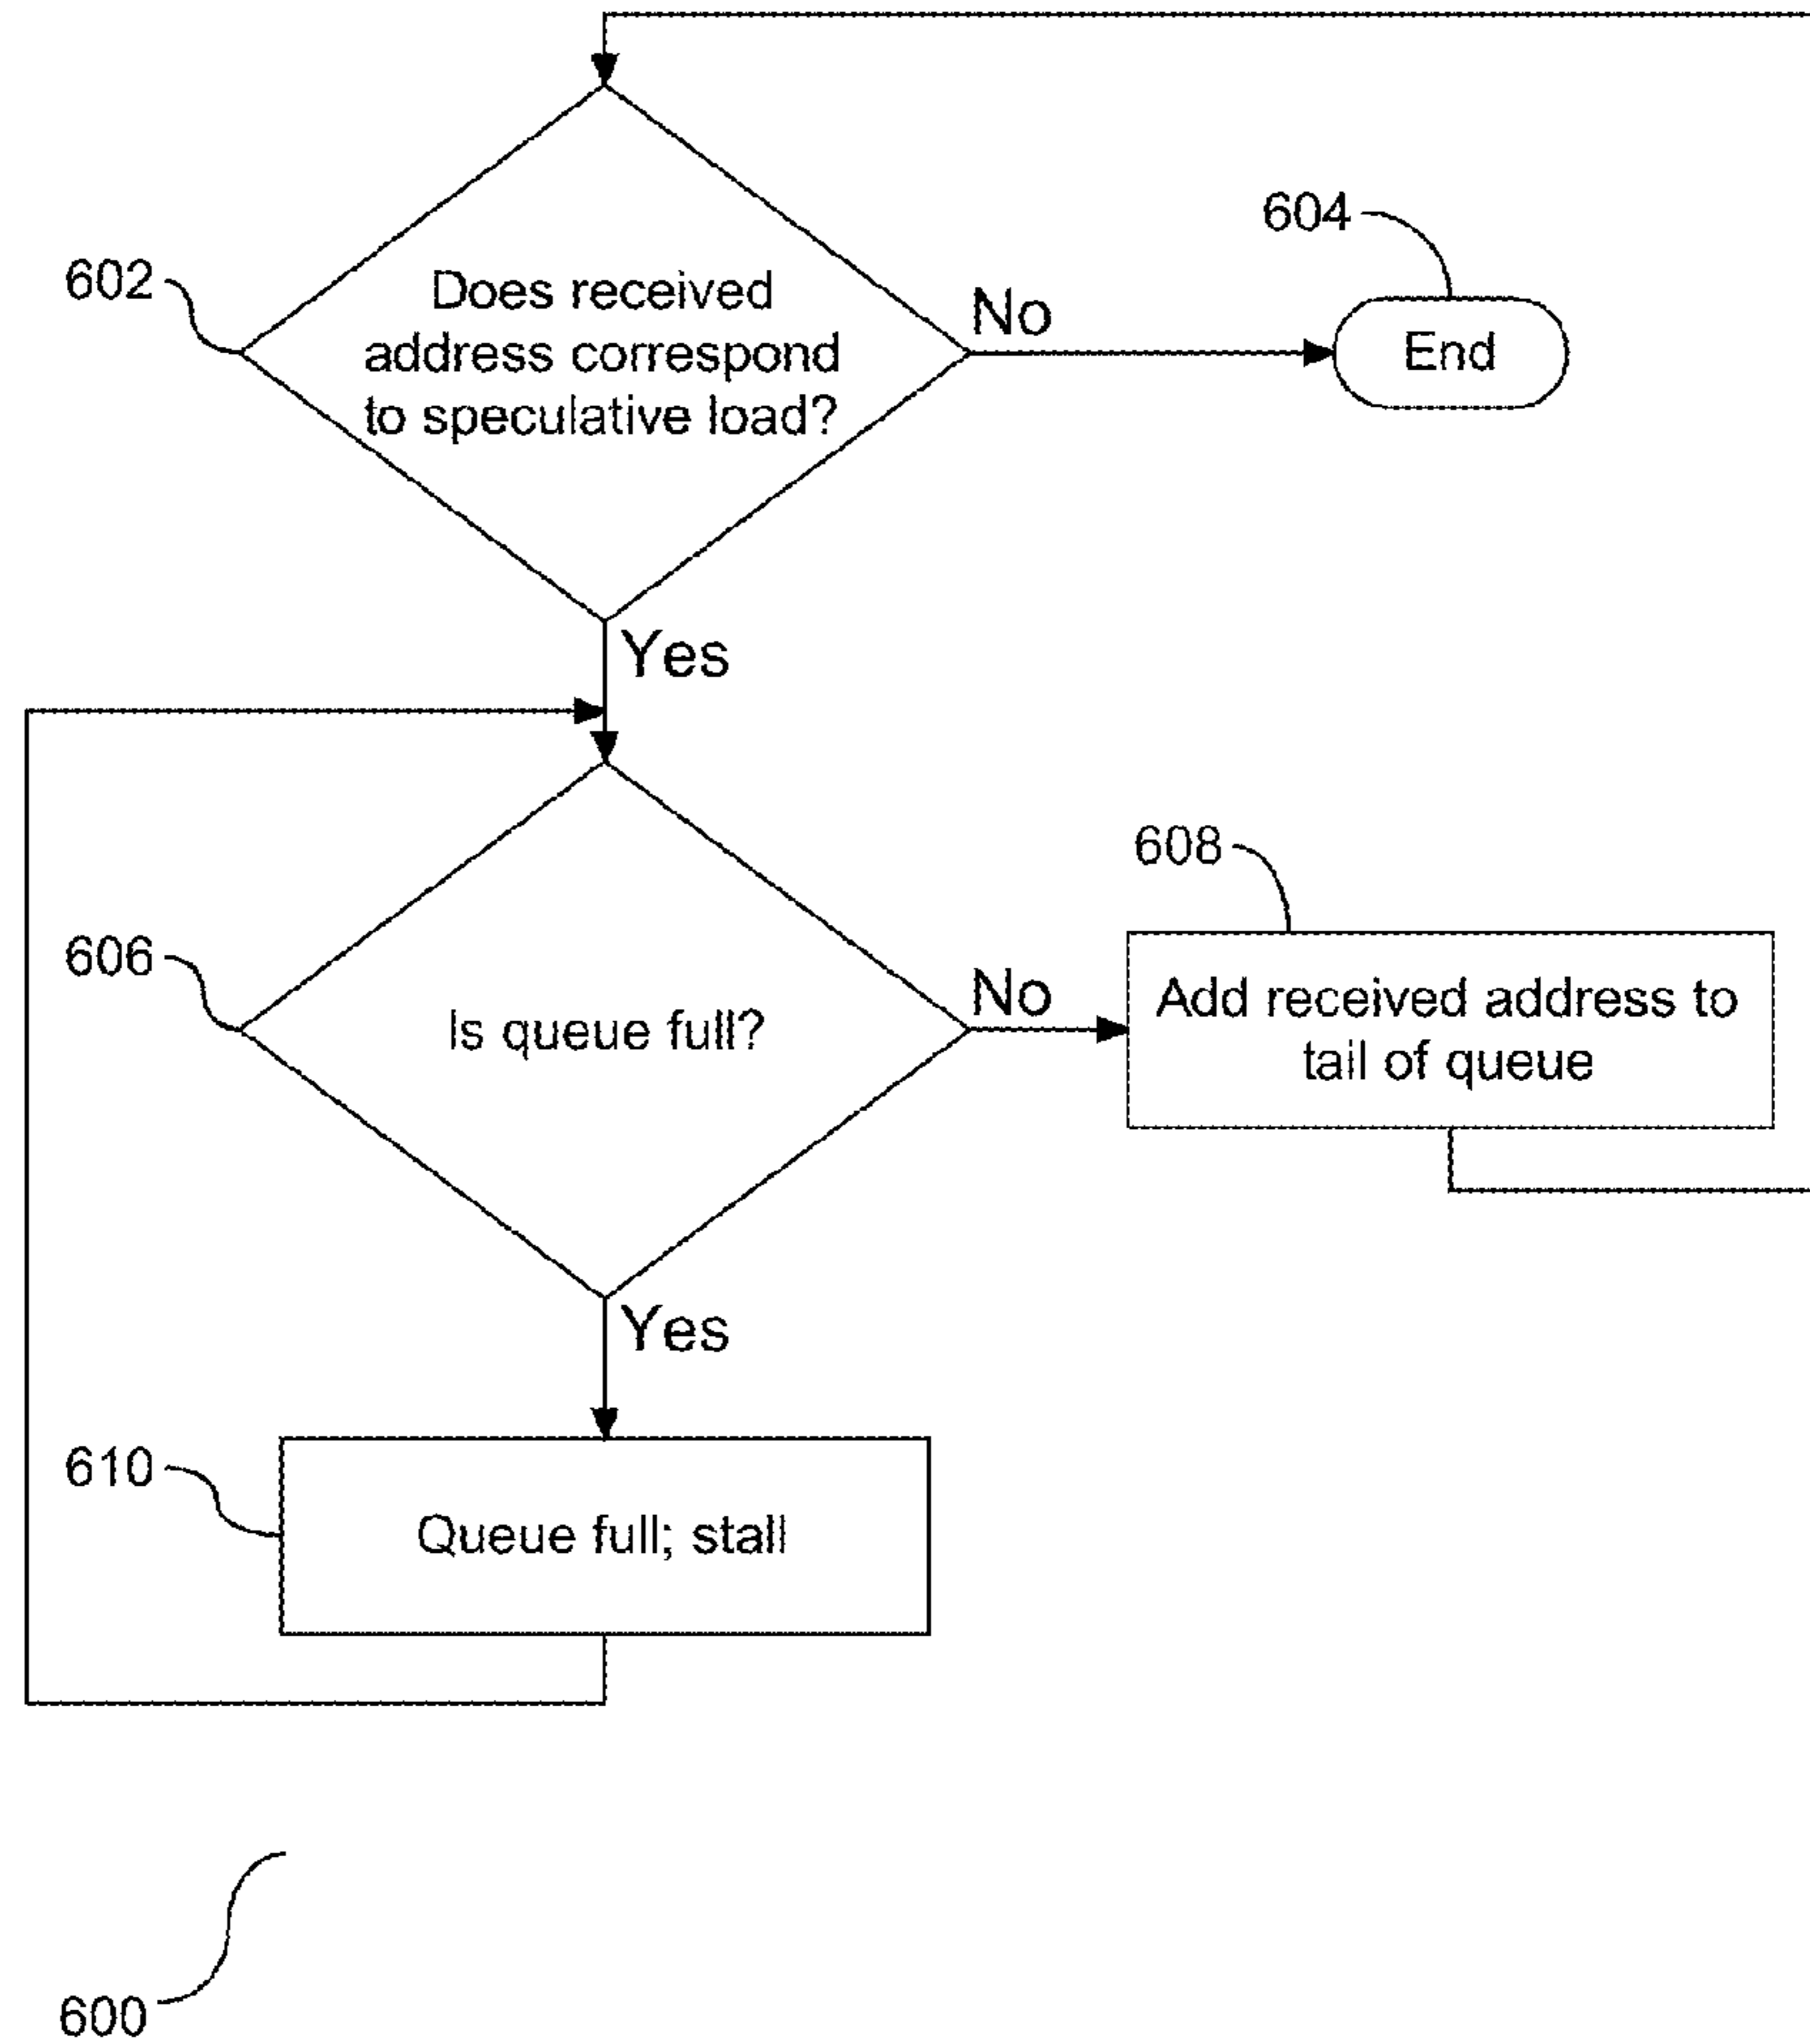 604
602
Does received
address correspond
to speculative load?
No
End
Yes
608
606
Is queue full?
No
Add received address to
tail of queue
Yes
610
Queue full; stall
600